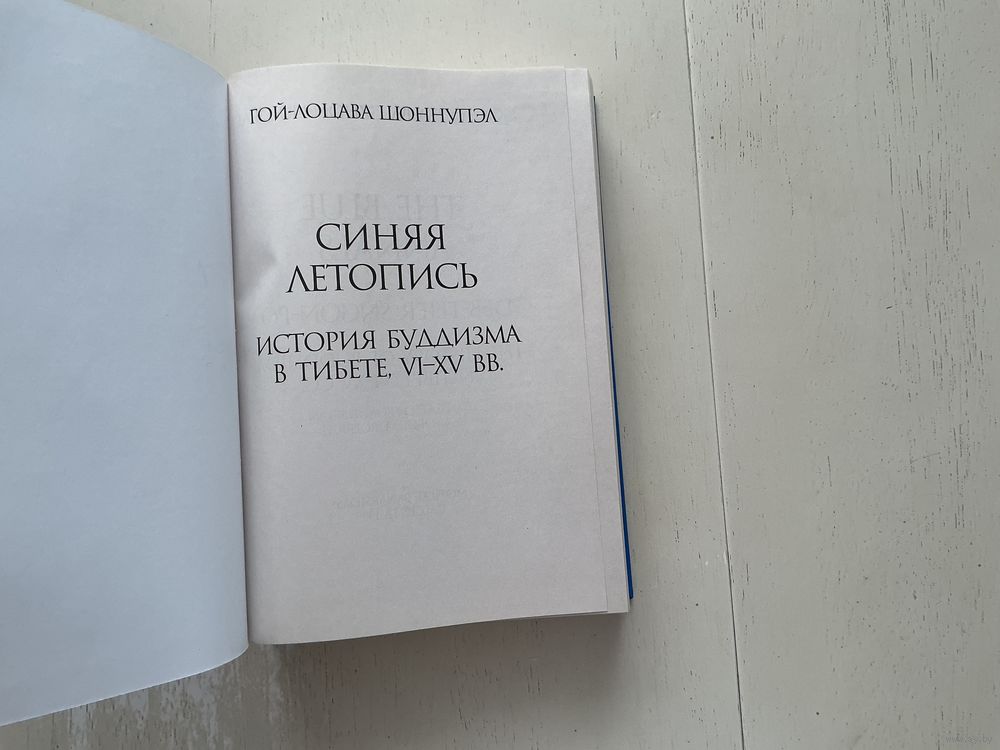 ГОЙ-ЛОЦАВА ШОННУПЭЛ
СИНЯЯ
ЛЕТОПИСЬ
ИСТОРИЯ БУДДИЗМА
В ТИБЕТЕ, VI–XV ВВ.